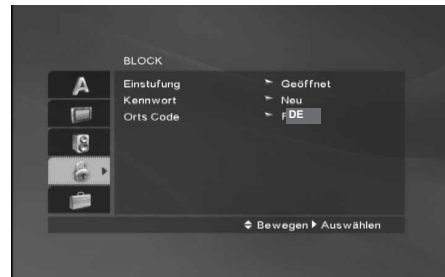 BLOCK
Einstufung Geöffnet
Kennwort Neu
Orts Code F DE
Bewegen Auswählen